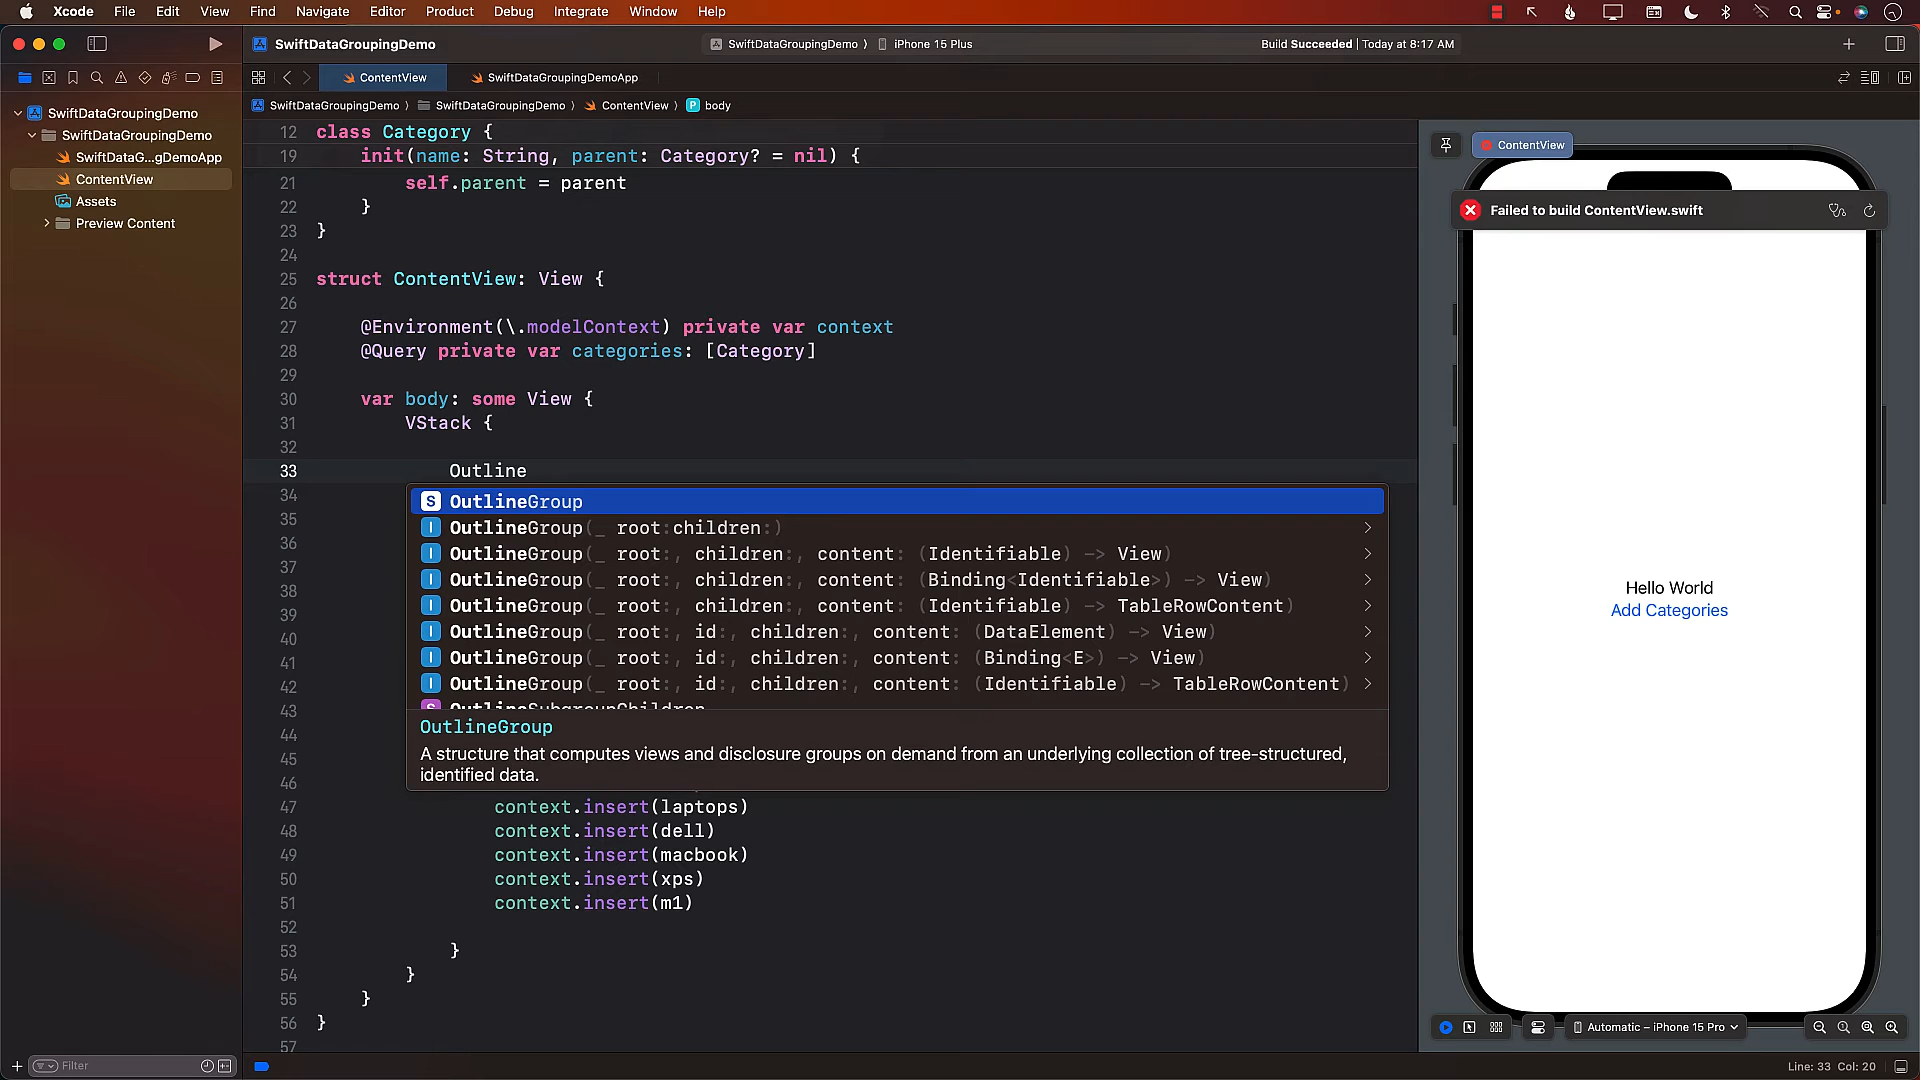 Xcode File Edit View Find Navigate Editor Product Debug Integrate Window Help
SwiftDataGroupingDemo
SwiftDataGroupingDemo ⟩ iPhone 15 Plus
Build Succeeded | Today at 8:17 AM
ContentView
SwiftDataGroupingDemoApp
SwiftDataGroupingDemo ⟩ SwiftDataGroupingDemo ⟩ ContentView ⟩ P body
SwiftDataGroupingDemo
SwiftDataGroupingDemo
SwiftDataG...gDemoApp
ContentView
Assets
Preview Content
12 class Category {
19 init(name: String, parent: Category? = nil) {
21 self.parent = parent
22 }
23 }
24
25 struct ContentView: View {
26
27 @Environment(\.modelContext) private var context
28 @Query private var categories: [Category]
29
30 var body: some View {
31 VStack {
32
33 Outline
34
35
36
37
38
39
40
41
42
43
44
45
46
S OutlineGroup
I OutlineGroup(_ root:children:)
I OutlineGroup(_ root:, children:, content: (Identifiable) -> View)
I OutlineGroup(_ root:, children:, content: (Binding<Identifiable>) -> View)
I OutlineGroup(_ root:, children:, content: (Identifiable) -> TableRowContent)
I OutlineGroup(_ root:, id:, children:, content: (DataElement) -> View)
I OutlineGroup(_ root:, id:, children:, content: (Binding<E>) -> View)
I OutlineGroup(_ root:, id:, children:, content: (Identifiable) -> TableRowContent)
S OutlineSubgroupChildren
OutlineGroup
A structure that computes views and disclosure groups on demand from an underlying collection of tree-structured,
identified data.
47 context.insert(laptops)
48 context.insert(dell)
49 context.insert(macbook)
50 context.insert(xps)
51 context.insert(m1)
52
53 }
54 }
55 }
56 }
57
ContentView
Failed to build ContentView.swift
Hello World
Add Categories
Automatic – iPhone 15 Pro
Filter
Line: 33 Col: 20